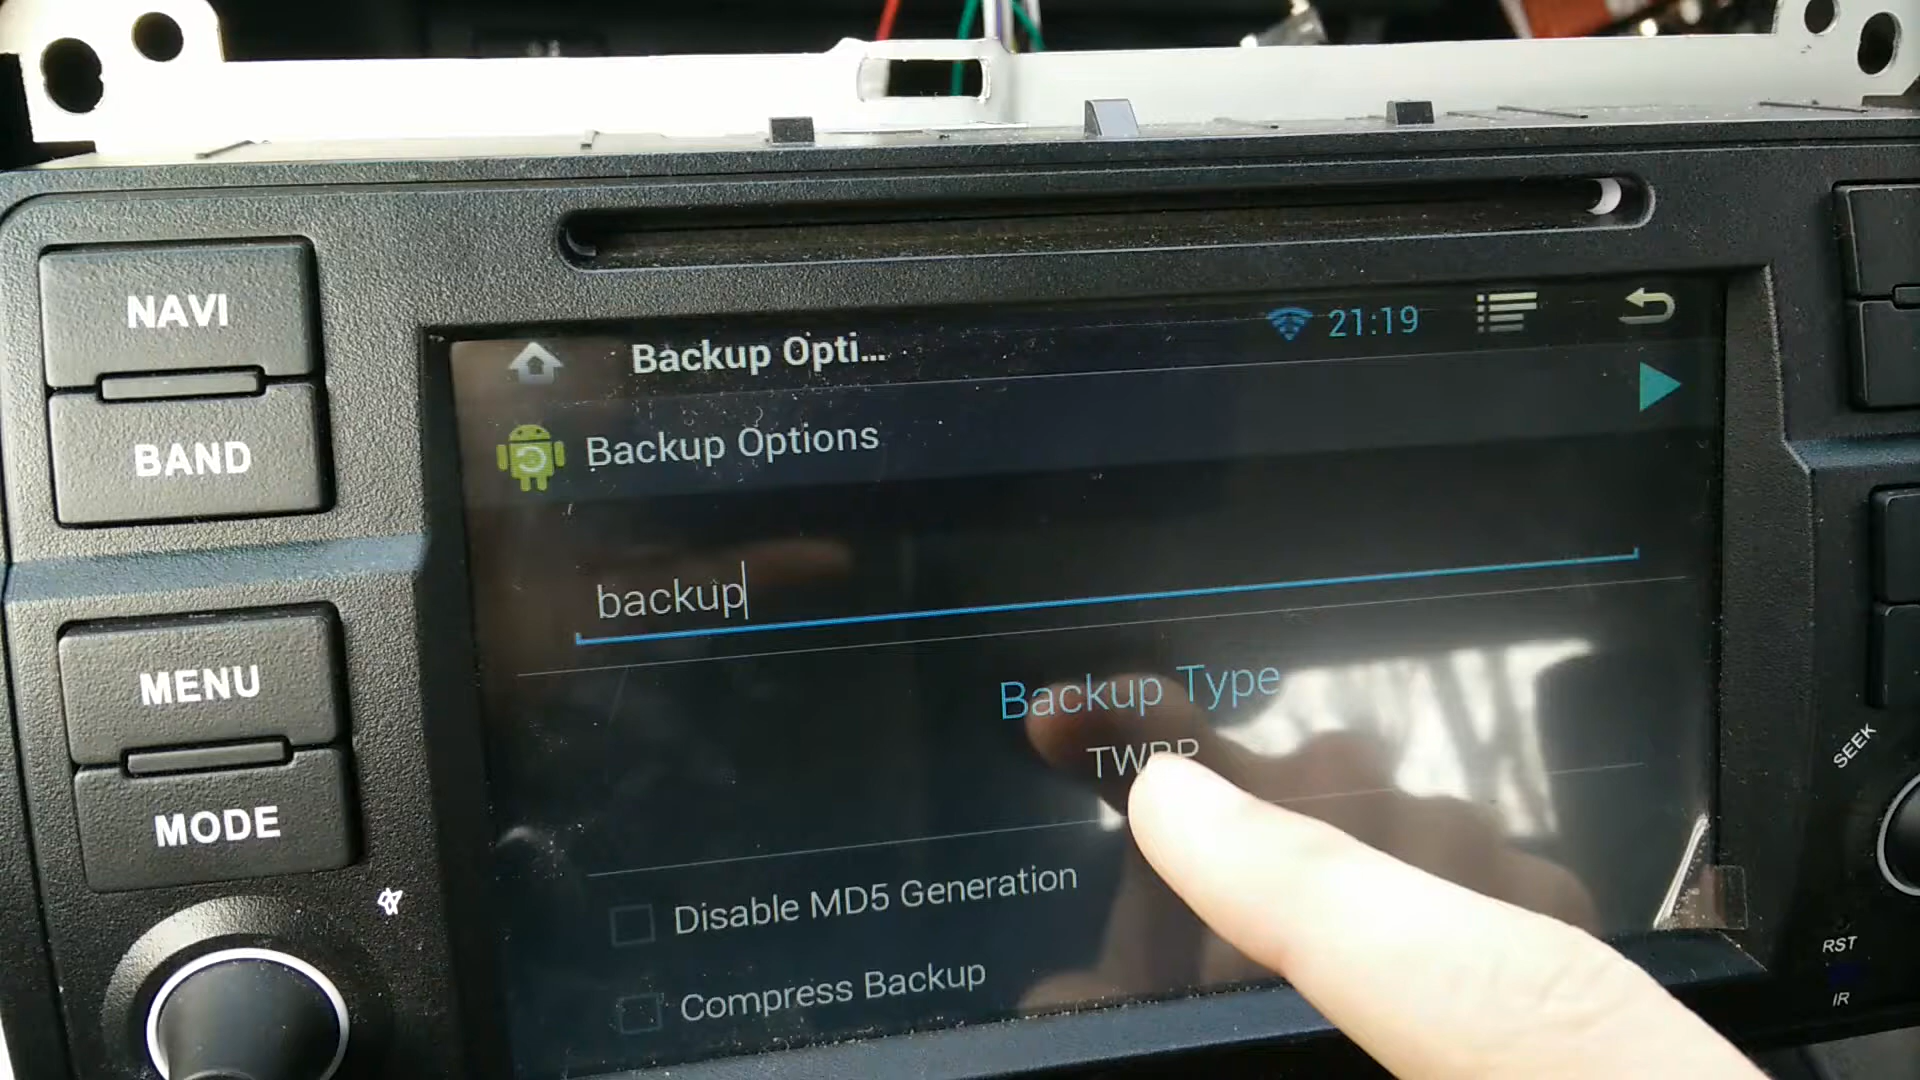 NAVI
BAND
MENU
MODE
Backup Opti...
21:19
Backup Options
backup
Backup Type
TWRP
Disable MD5 Generation
Compress Backup
SEEK
RST
IR